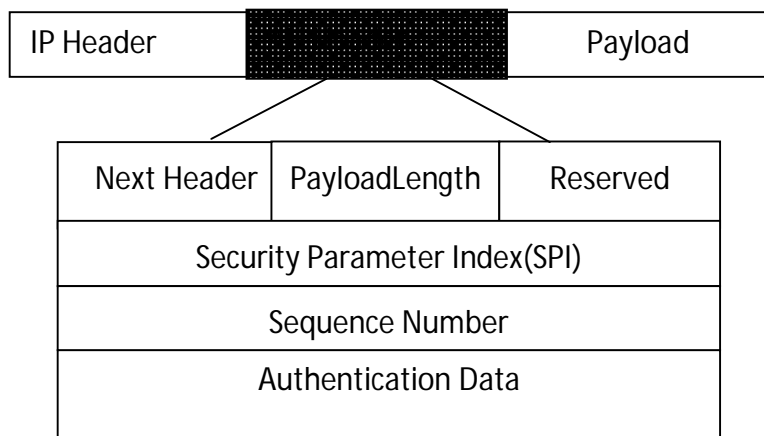 IP Header Payload
Next Header PayloadLength Reserved
Security Parameter Index(SPI)
Sequence Number
Authentication Data